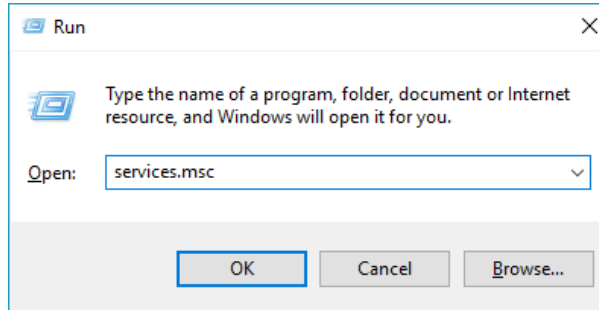 Run
Type the name of a program, folder, document or Internet
resource, and Windows will open it for you.
Open: services.msc
OK Cancel Browse...